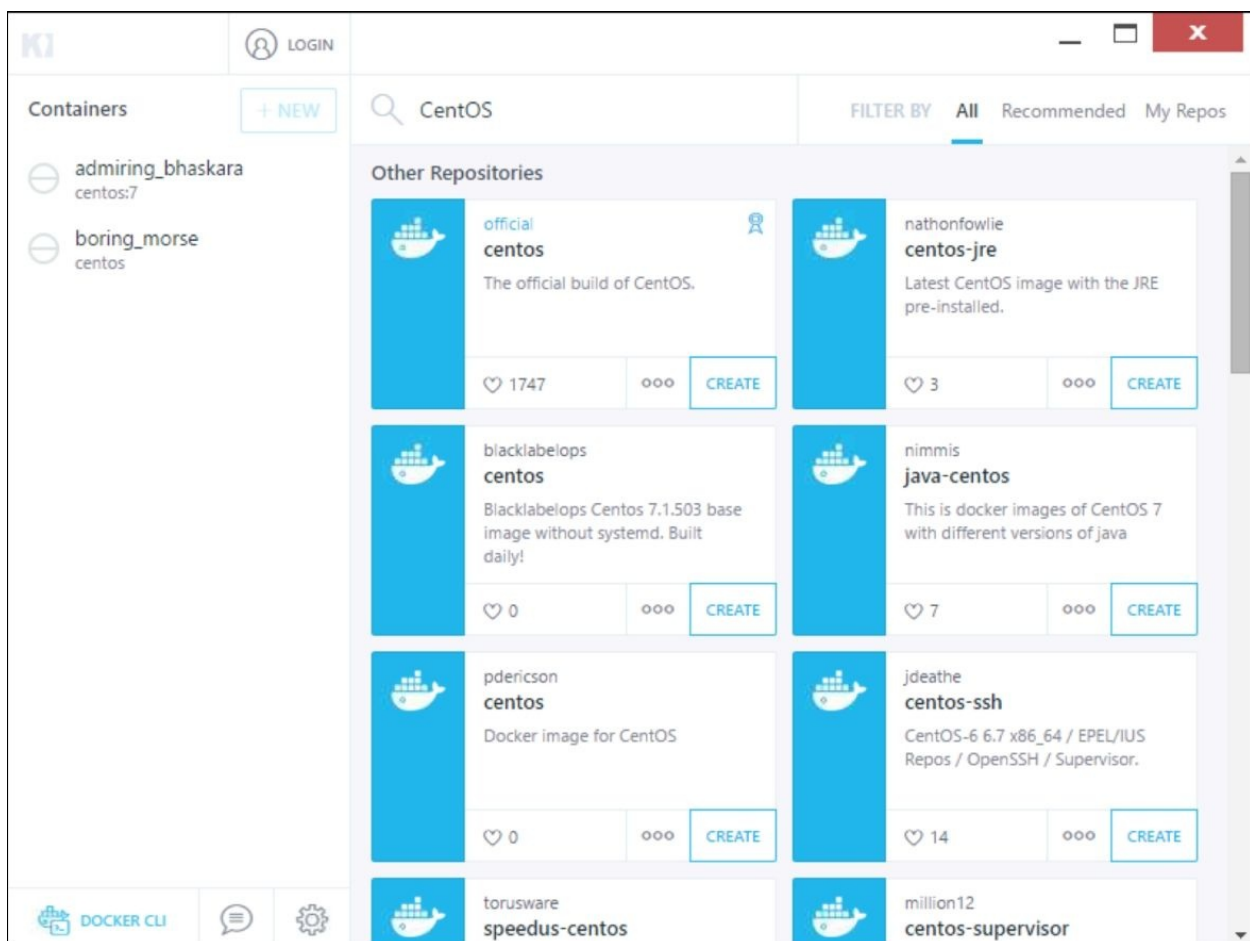 LOGIN
Containers
+ NEW
admiring_bhaskara
centos:7
boring_morse
centos
DOCKER CLI
CentOS
FILTER BY All Recommended My Repos
Other Repositories
official
centos
The official build of CentOS.
1747
CREATE
nathonfowlie
centos-jre
Latest CentOS image with the JRE
pre-installed.
3
CREATE
blacklabelops
centos
Blacklabelops Centos 7.1.503 base
image without systemd. Built
daily!
0
CREATE
nimmis
java-centos
This is docker images of CentOS 7
with different versions of java
7
CREATE
pdericson
centos
Docker image for CentOS
0
CREATE
jdeathe
centos-ssh
CentOS-6 6.7 x86_64 / EPEL/IUS
Repos / OpenSSH / Supervisor.
14
CREATE
torusware
speedus-centos
million12
centos-supervisor